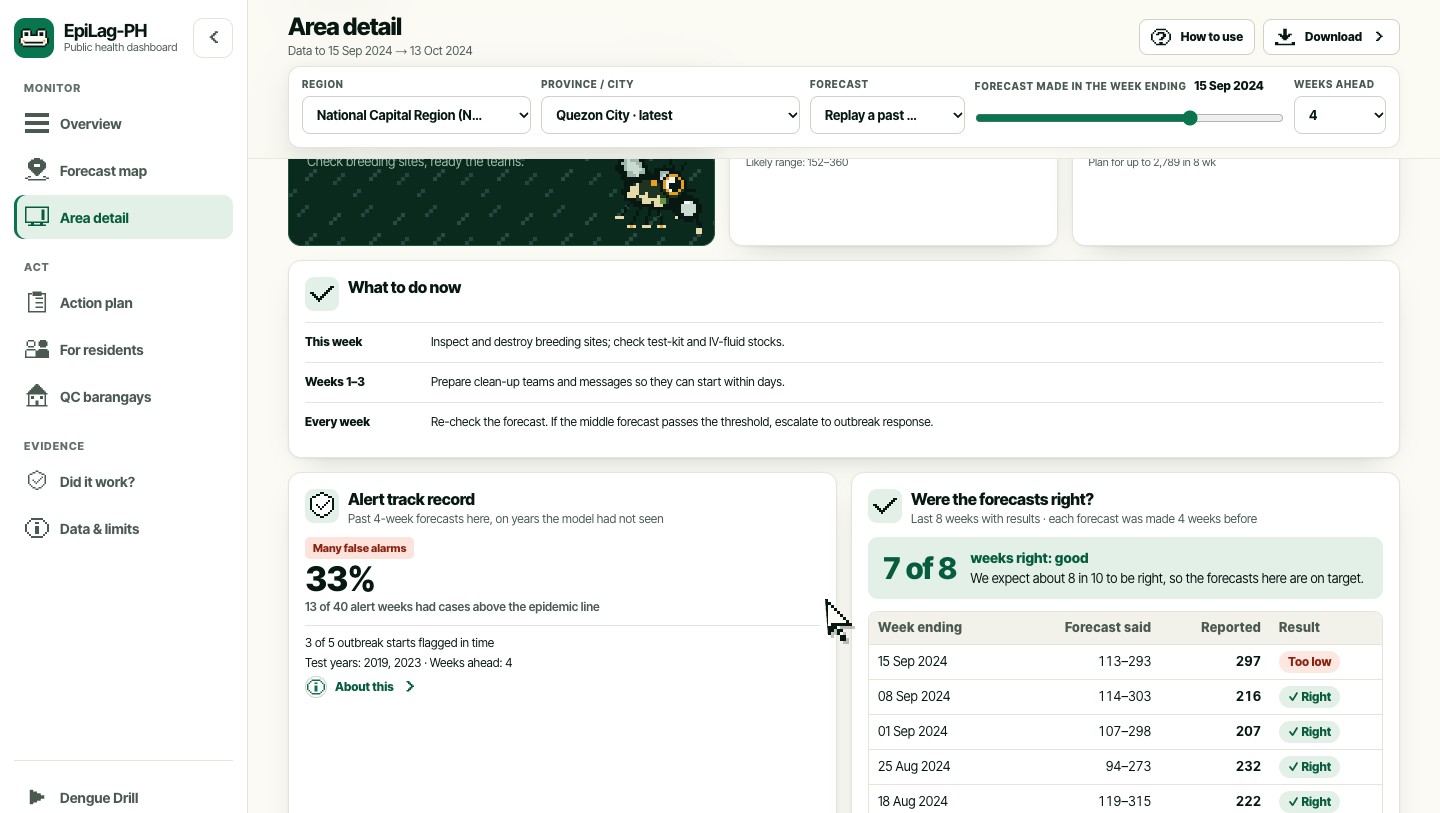 EpiLag-PH
Public health dashboard
MONITOR
Overview
Forecast map
Area detail
ACT
Action plan
For residents
QC barangays
EVIDENCE
Did it work?
Data & limits
Dengue Drill
Area detail
Data to 15 Sep 2024 → 13 Oct 2024
How to use
Download
REGION
National Capital Region (N...
PROVINCE / CITY
Quezon City · latest
FORECAST
Replay a past ...
FORECAST MADE IN THE WEEK ENDING 15 Sep 2024
WEEKS AHEAD
4
Check breeding sites, ready the teams.
Likely range: 152–360
Plan for up to 2,789 in 8 wk
What to do now
This week Inspect and destroy breeding sites; check test-kit and IV-fluid stocks.
Weeks 1–3 Prepare clean-up teams and messages so they can start within days.
Every week Re-check the forecast. If the middle forecast passes the threshold, escalate to outbreak response.
Alert track record
Past 4-week forecasts here, on years the model had not seen
Many false alarms
33%
13 of 40 alert weeks had cases above the epidemic line
3 of 5 outbreak starts flagged in time
Test years: 2019, 2023 · Weeks ahead: 4
About this
Were the forecasts right?
Last 8 weeks with results · each forecast was made 4 weeks before
7 of 8
weeks right: good
We expect about 8 in 10 to be right, so the forecasts here are on target.
Week ending Forecast said Reported Result
15 Sep 2024 113–293 297 Too low
08 Sep 2024 114–303 216 ✓ Right
01 Sep 2024 107–298 207 ✓ Right
25 Aug 2024 94–273 232 ✓ Right
18 Aug 2024 119–315 222 ✓ Right